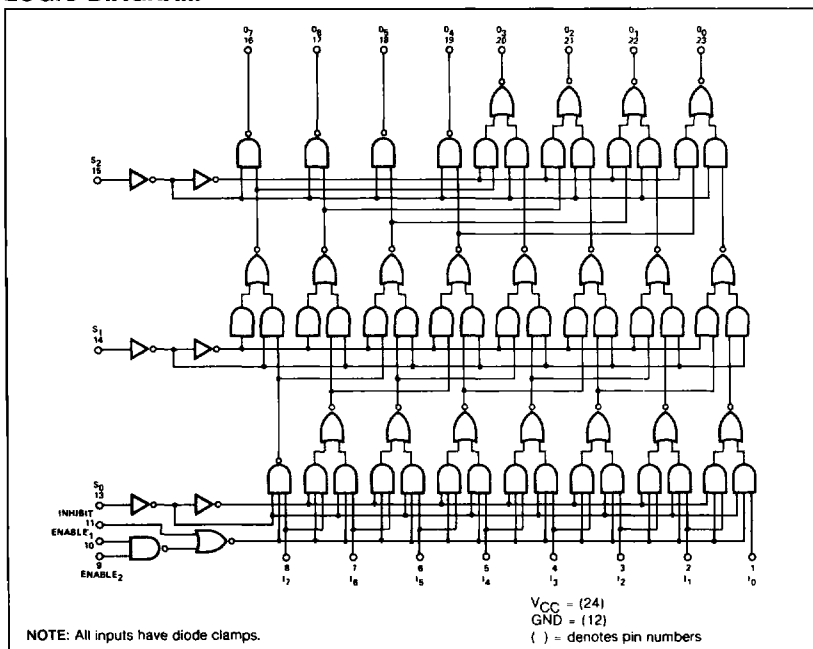 LOGIC DIAGRAM
O7 O6 O5 O4 O3 O2 O1 O0
16 17 18 19 20 21 22 23
S2
15
S1
14
S0
13
INHIBIT
11
ENABLE1
10
9
ENABLE2
8 7 6 5 4 3 2 1
I7 I6 I5 I4 I3 I2 I1 I0
VCC = (24)
GND = (12)
( ) = denotes pin numbers
NOTE: All inputs have diode clamps.